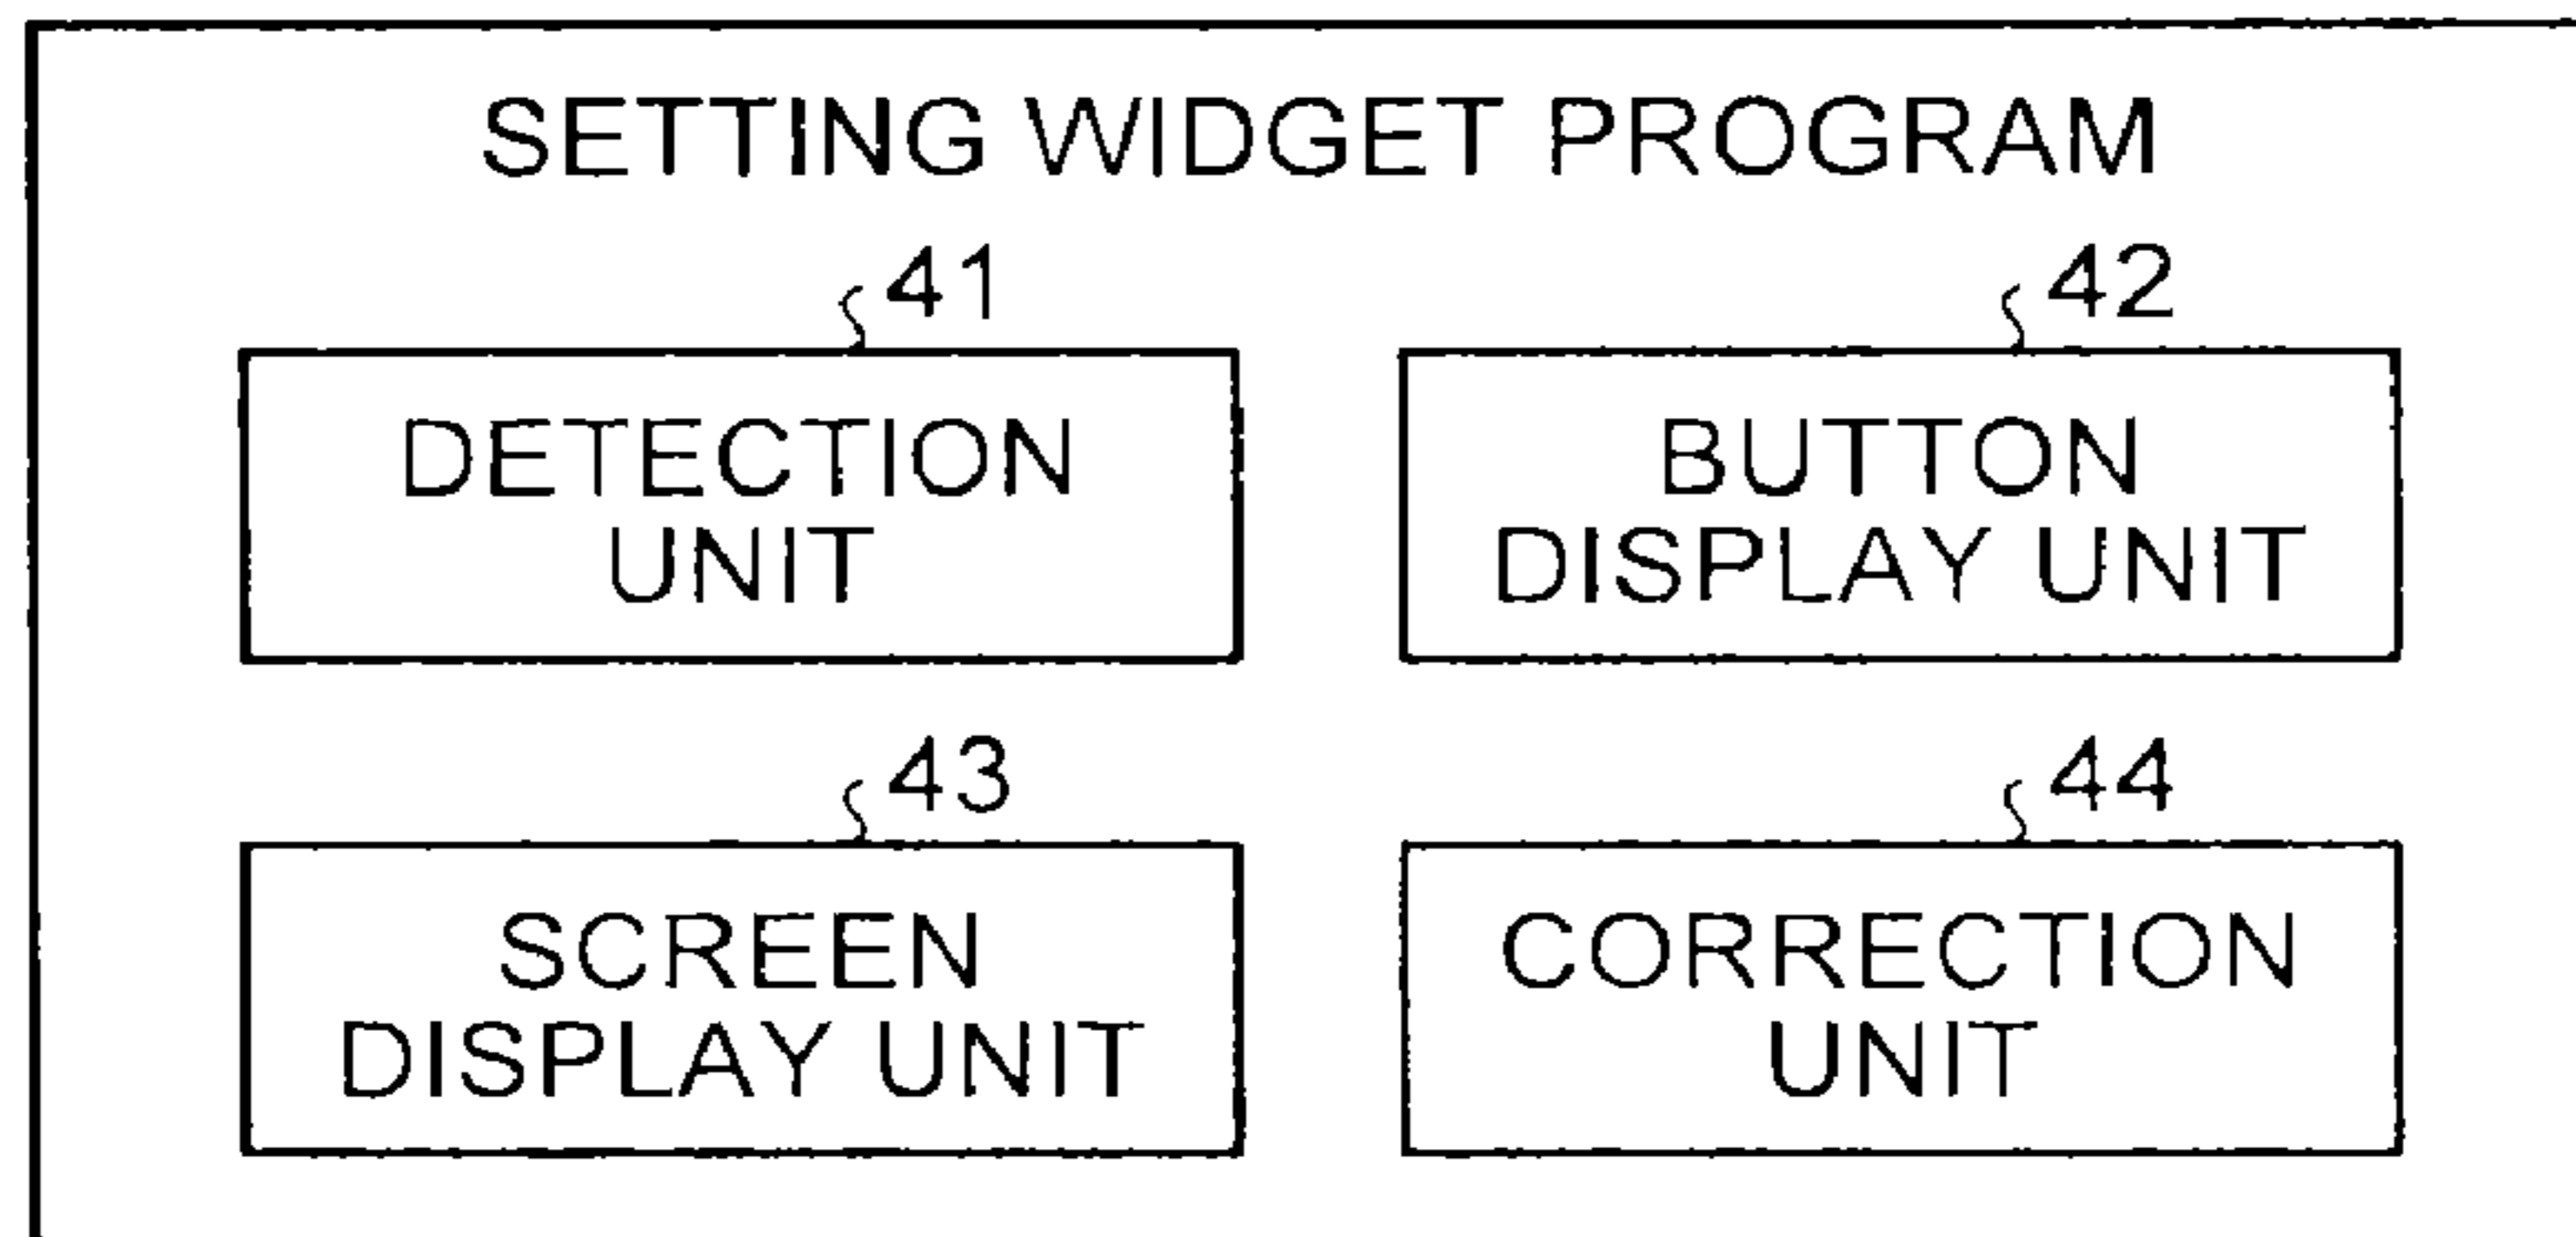 SETTING WIDGET PROGRAM
41
DETECTION
UNIT
42
BUTTON
DISPLAY UNIT
43
SCREEN
DISPLAY UNIT
44
CORRECTION
UNIT